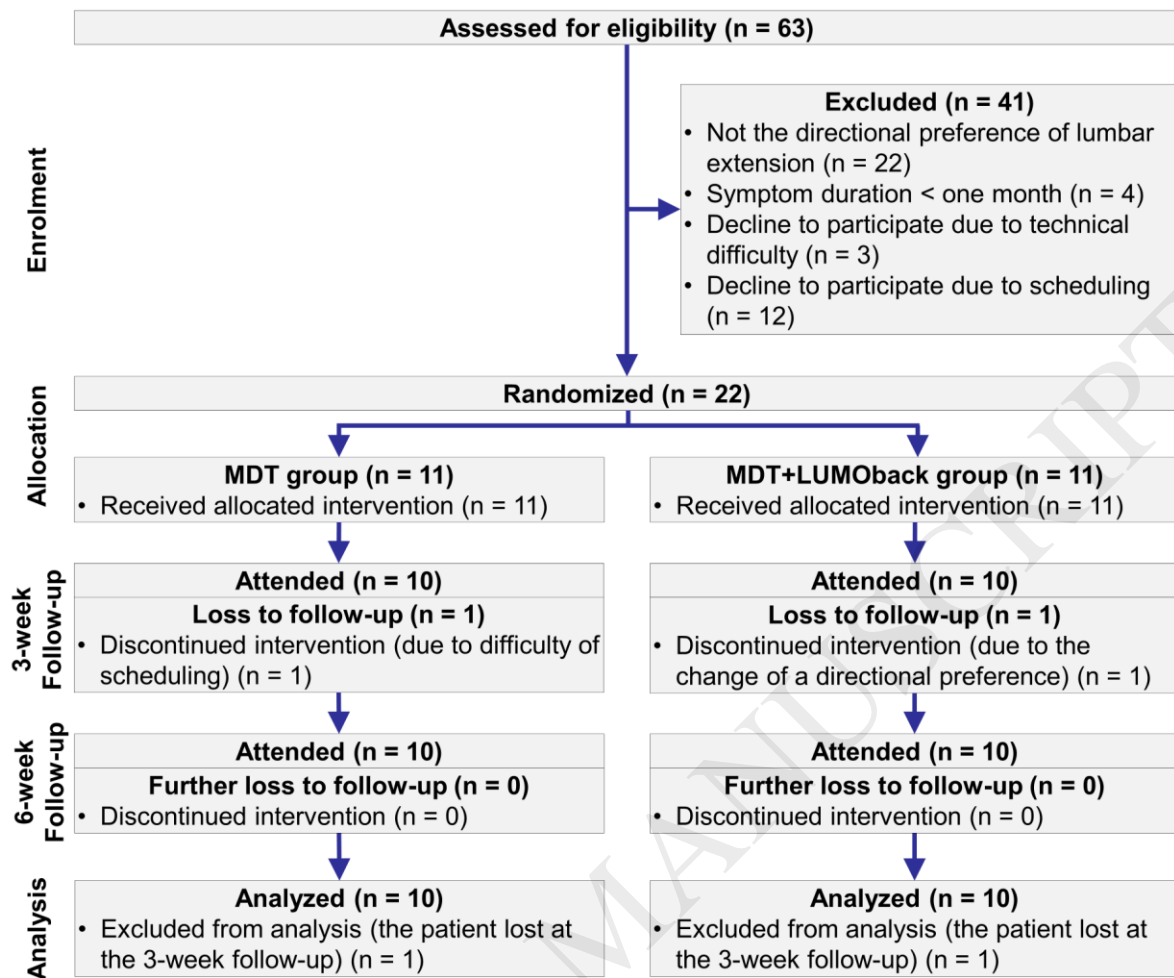 Assessed for eligibility (n = 63)
Enrolment
Excluded (n = 41)
• Not the directional preference of lumbar
extension (n = 22)
• Symptom duration < one month (n = 4)
• Decline to participate due to technical
difficulty (n = 3)
• Decline to participate due to scheduling
(n = 12)
Allocation
Randomized (n = 22)
MDT group (n = 11)
• Received allocated intervention (n = 11)
MDT+LUMOback group (n = 11)
• Received allocated intervention (n = 11)
3-week
Follow-up
Attended (n = 10)
Loss to follow-up (n = 1)
• Discontinued intervention (due to difficulty of
scheduling) (n = 1)
Attended (n = 10)
Loss to follow-up (n = 1)
• Discontinued intervention (due to the
change of a directional preference) (n = 1)
6-week
Follow-up
Attended (n = 10)
Further loss to follow-up (n = 0)
• Discontinued intervention (n = 0)
Attended (n = 10)
Further loss to follow-up (n = 0)
• Discontinued intervention (n = 0)
Analysis
Analyzed (n = 10)
• Excluded from analysis (the patient lost at
the 3-week follow-up) (n = 1)
Analyzed (n = 10)
• Excluded from analysis (the patient lost at
the 3-week follow-up) (n = 1)
MANUSCRIPT